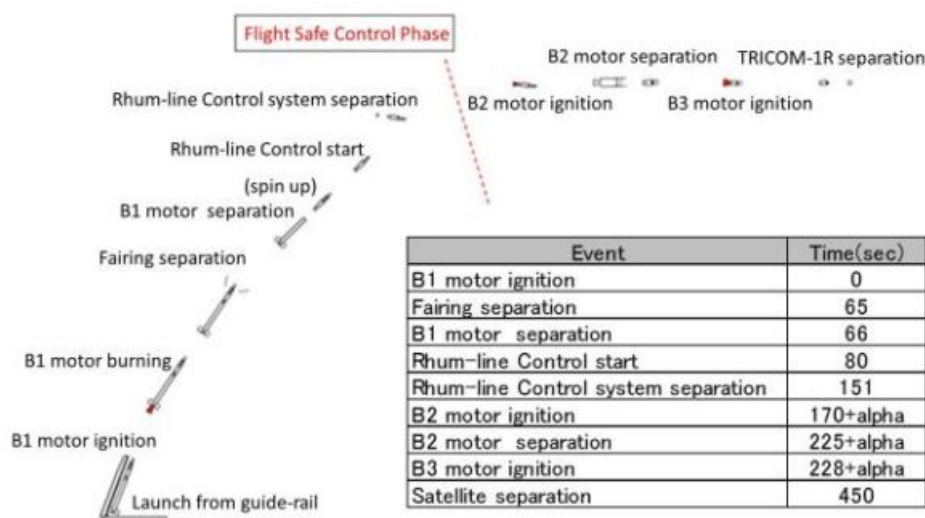 Flight Safe Control Phase
B2 motor separation
TRICOM-1R separation
B2 motor ignition
B3 motor ignition
Rhum-line Control system separation
Rhum-line Control start
(spin up)
B1 motor separation
Fairing separation
B1 motor burning
B1 motor ignition
Launch from guide-rail
Event Time(sec)
B1 motor ignition 0
Fairing separation 65
B1 motor separation 66
Rhum-line Control start 80
Rhum-line Control system separation 151
B2 motor ignition 170+alpha
B2 motor separation 225+alpha
B3 motor ignition 228+alpha
Satellite separation 450